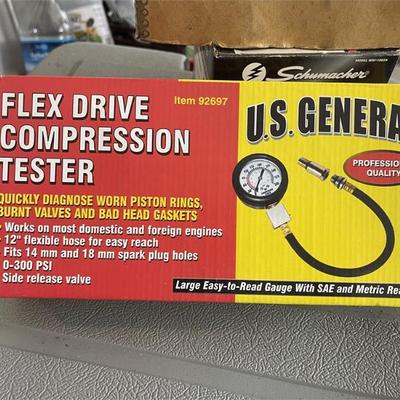 Schumacher
FLEX DRIVE
COMPRESSION
TESTER
Item 92697
U.S. GENERA
PROFESSION
QUALITY
QUICKLY DIAGNOSE WORN PISTON RINGS,
BURNT VALVES AND BAD HEAD GASKETS
• Works on most domestic and foreign engines
• 12" flexible hose for easy reach
• Fits 14 mm and 18 mm spark plug holes
0-300 PSI
Side release valve
Large Easy-to-Read Gauge With SAE and Metric Rea